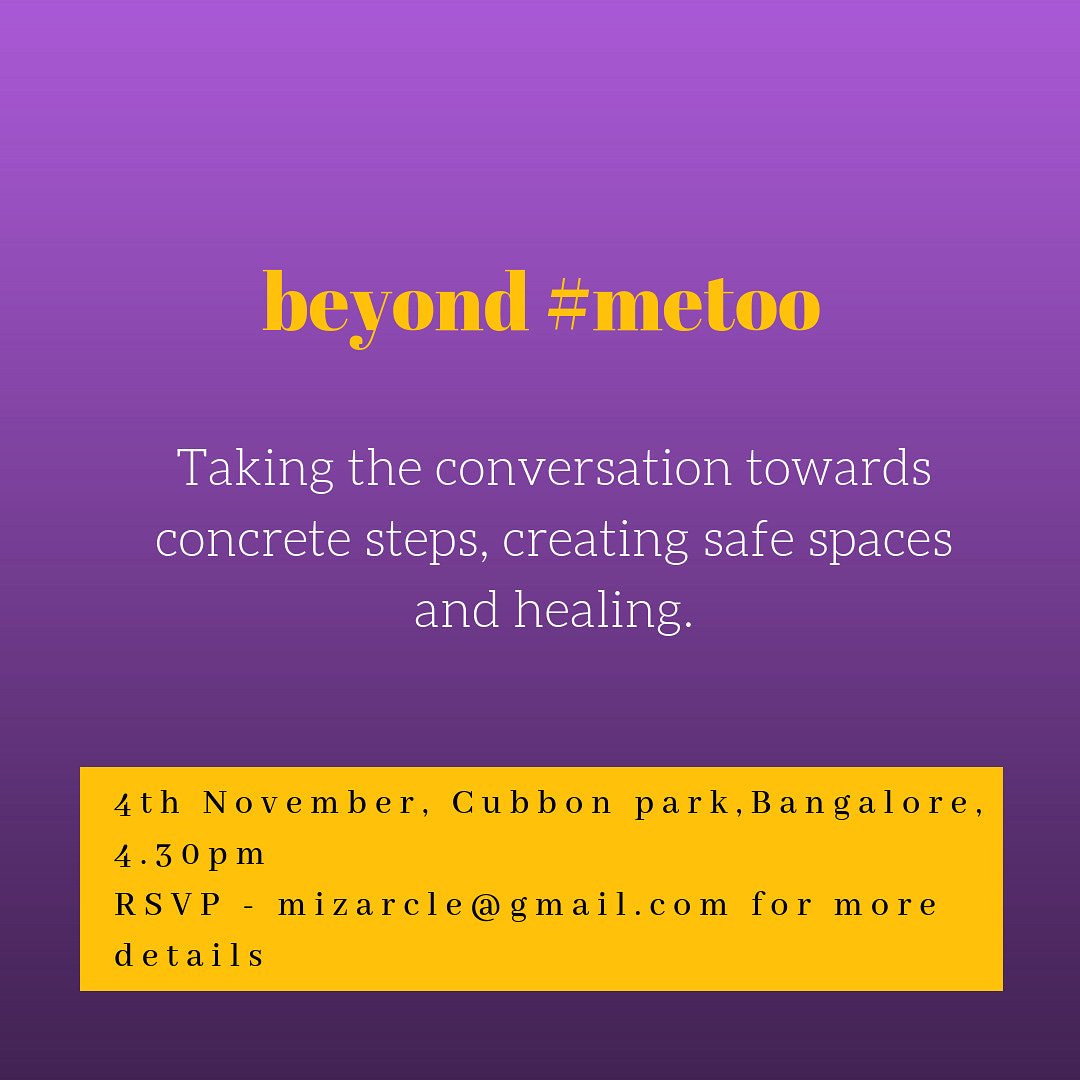 beyond #metoo
Taking the conversation towards
concrete steps, creating safe spaces
and healing.
4th November, Cubbon park,Bangalore,
4.30pm
RSVP - mizarcle@gmail.com for more
details